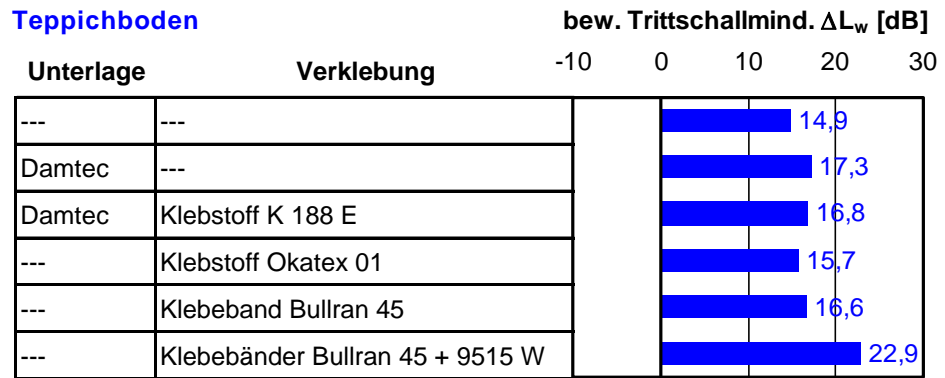 Teppichboden bew. Trittschallmind. ΔLw [dB]
Unterlage Verklebung -10 0 10 20 30
--- --- 14,9
Damtec --- 17,3
Damtec Klebstoff K 188 E 16,8
--- Klebstoff Okatex 01 15,7
--- Klebeband Bullran 45 16,6
--- Klebebänder Bullran 45 + 9515 W 22,9